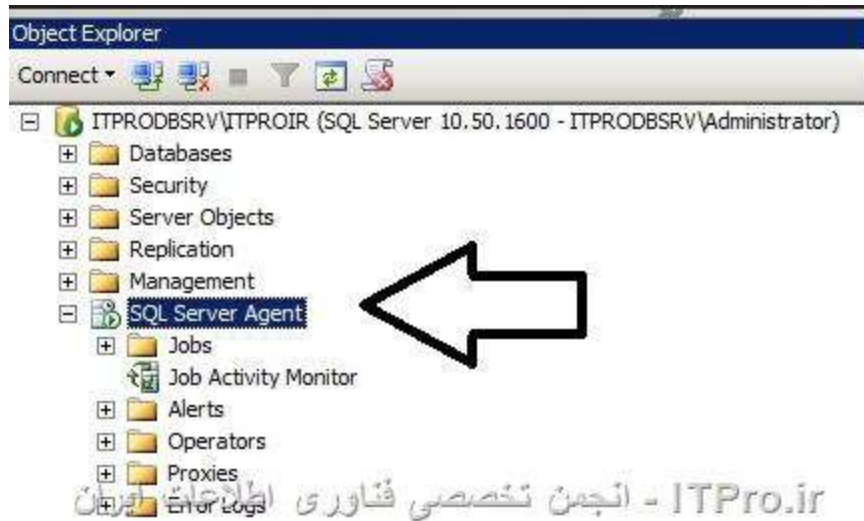 Object Explorer
Connect
ITPRODBSRV\ITPROIR (SQL Server 10.50.1600 - ITPRODBSRV\Administrator)
Databases
Security
Server Objects
Replication
Management
SQL Server Agent
Jobs
Job Activity Monitor
Alerts
Operators
Proxies
Error Logs
ITPro.ir - انجمن تخصصی فناوری اطلاعات ایران